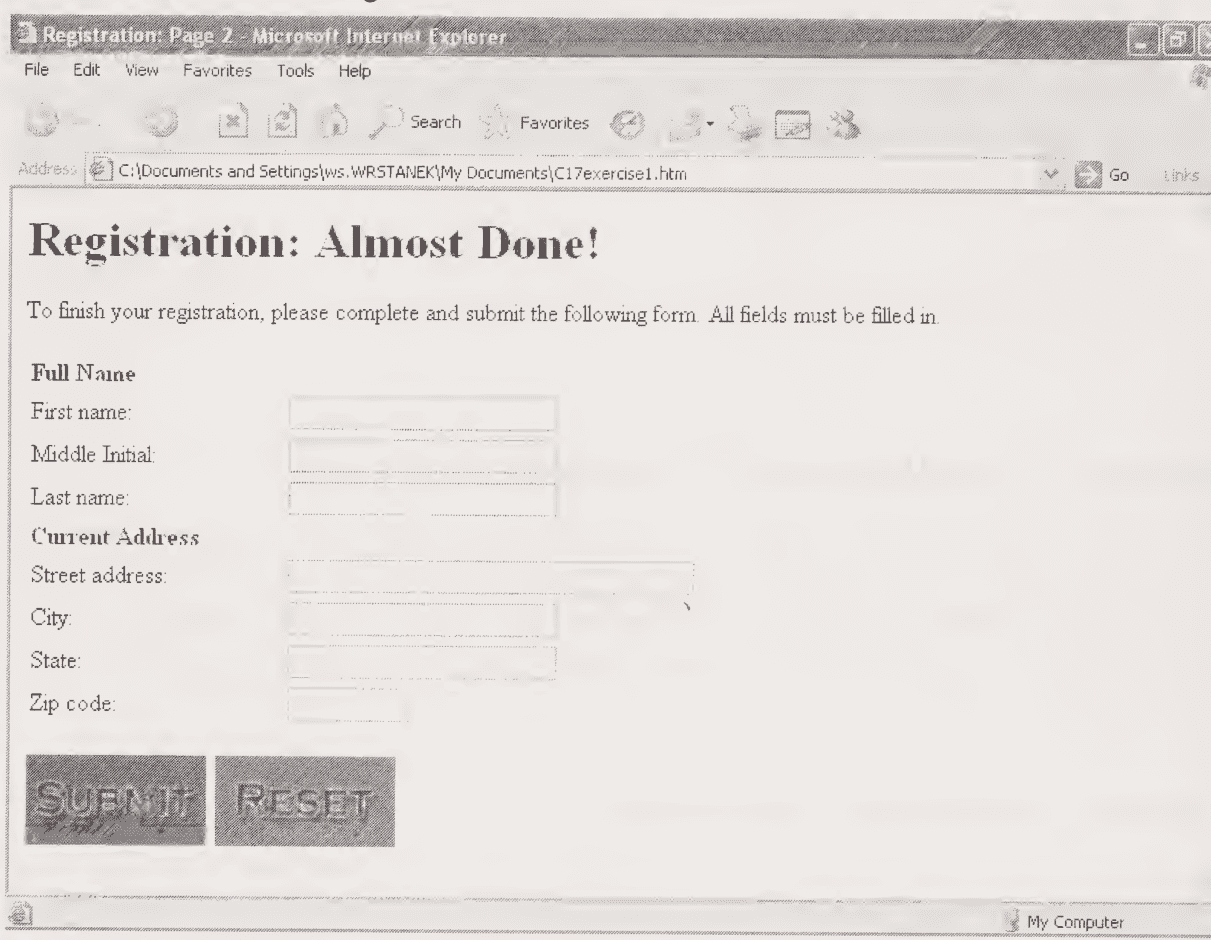 Registration: Page 2 - Microsoft Internet Explorer
File Edit View Favorites Tools Help
Search Favorites
Address C:\Documents and Settings\ws.WRSTANEK\My Documents\C17exercise1.htm Go Links
Registration: Almost Done!
To finish your registration, please complete and submit the following form. All fields must be filled in.
Full Name
First name:
Middle Initial:
Last name:
Current Address
Street address:
City:
State:
Zip code:
SUBMIT RESET
My Computer